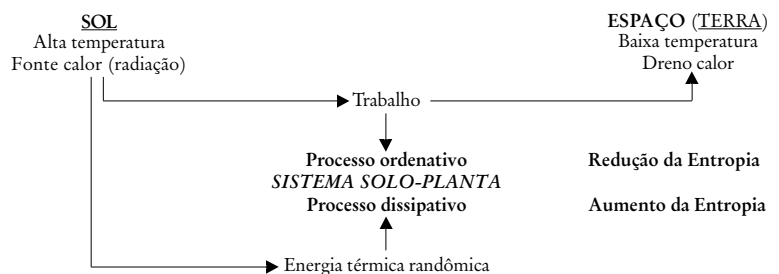 SOL
Alta temperatura
Fonte calor (radiação)
ESPAÇO (TERRA)
Baixa temperatura
Dreno calor
Trabalho
Processo ordenativo
Redução da Entropia
SISTEMA SOLO-PLANTA
Processo dissipativo
Aumento da Entropia
Energia térmica randômica